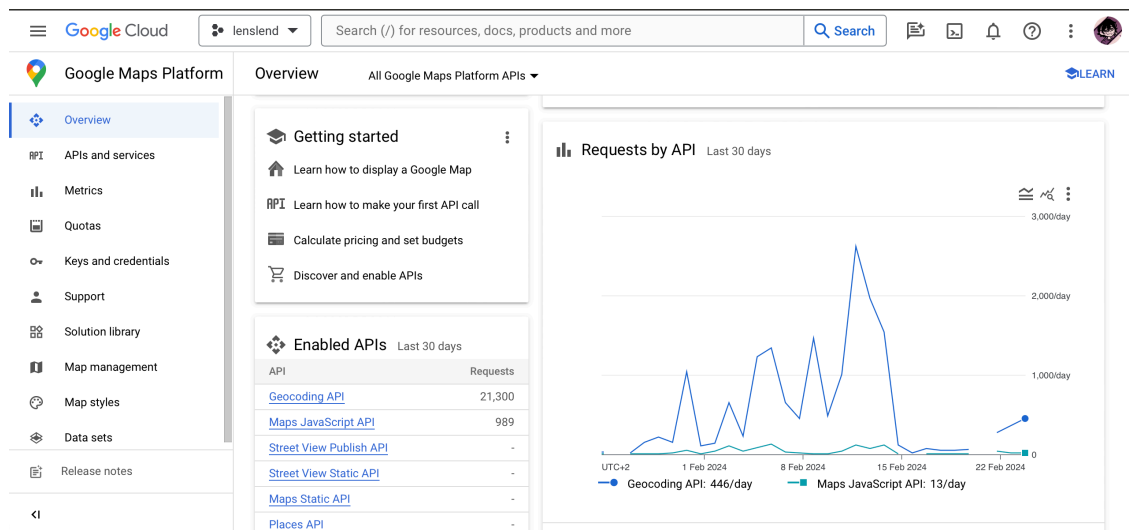 Google Cloud
lenslend
Search (/) for resources, docs, products and more
Search
Google Maps Platform
Overview
All Google Maps Platform APIs
LEARN
Overview
API APIs and services
Metrics
Quotas
Keys and credentials
Support
Solution library
Map management
Map styles
Data sets
Release notes
Getting started
Learn how to display a Google Map
API Learn how to make your first API call
Calculate pricing and set budgets
Discover and enable APIs
Enabled APIs Last 30 days
API Requests
Geocoding API 21,300
Maps JavaScript API 989
Street View Publish API -
Street View Static API -
Maps Static API -
Places API -
Requests by API Last 30 days
3,000/day
2,000/day
1,000/day
0
UTC+2 1 Feb 2024 8 Feb 2024 15 Feb 2024 22 Feb 2024
Geocoding API: 446/day Maps JavaScript API: 13/day